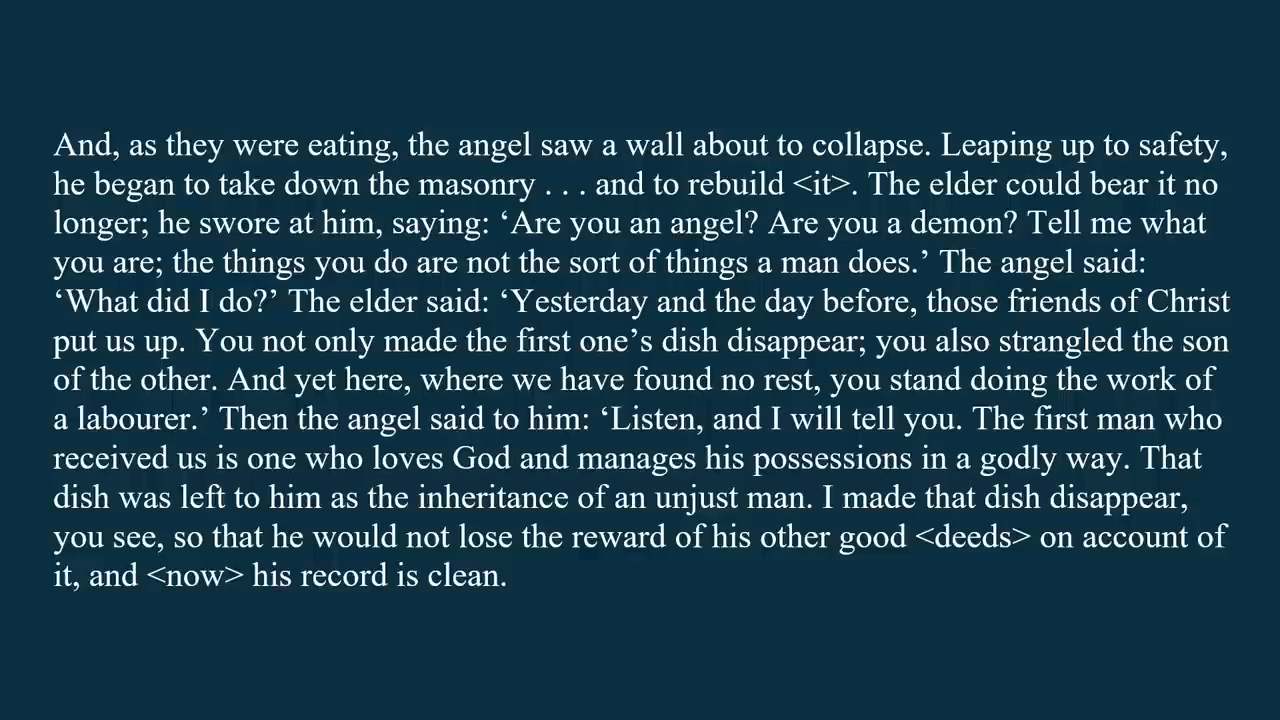 And, as they were eating, the angel saw a wall about to collapse. Leaping up to safety,
he began to take down the masonry . . . and to rebuild <it>. The elder could bear it no
longer; he swore at him, saying: ‘Are you an angel? Are you a demon? Tell me what
you are; the things you do are not the sort of things a man does.’ The angel said:
‘What did I do?’ The elder said: ‘Yesterday and the day before, those friends of Christ
put us up. You not only made the first one’s dish disappear; you also strangled the son
of the other. And yet here, where we have found no rest, you stand doing the work of
a labourer.’ Then the angel said to him: ‘Listen, and I will tell you. The first man who
received us is one who loves God and manages his possessions in a godly way. That
dish was left to him as the inheritance of an unjust man. I made that dish disappear,
you see, so that he would not lose the reward of his other good <deeds> on account of
it, and <now> his record is clean.